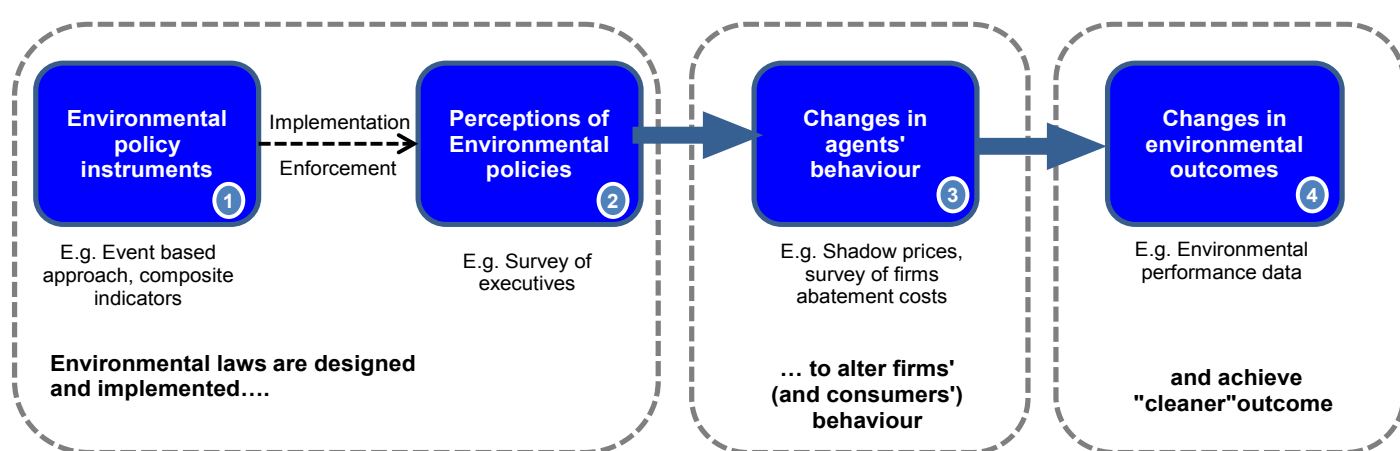 Environmental
policy
instruments
1
Implementation
Enforcement
Perceptions of
Environmental
policies
2
Changes in
agents'
behaviour
3
Changes in
environmental
outcomes
4
E.g. Event based
approach, composite
indicators
E.g. Survey of
executives
E.g. Shadow prices,
survey of firms
abatement costs
E.g. Environmental
performance data
Environmental laws are designed
and implemented….
… to alter firms'
(and consumers')
behaviour
and achieve
"cleaner"outcome